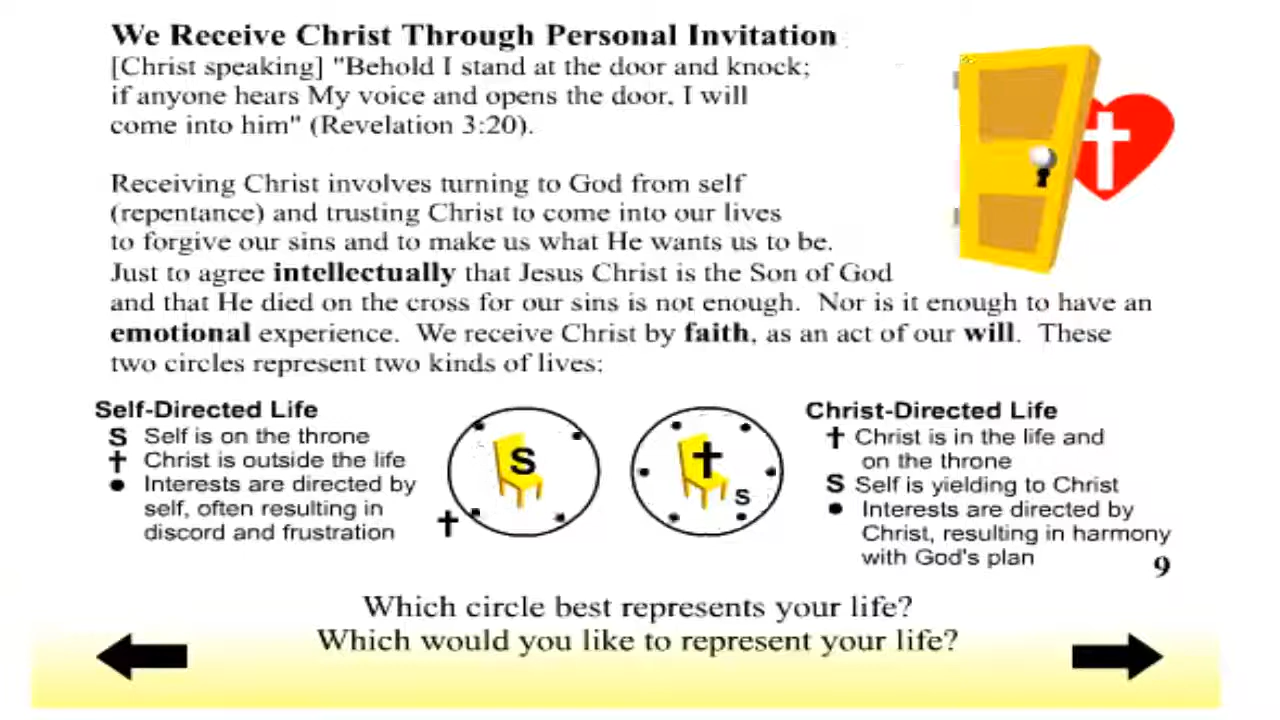 We Receive Christ Through Personal Invitation
[Christ speaking] "Behold I stand at the door and knock;
if anyone hears My voice and opens the door, I will
come into him" (Revelation 3:20).
Receiving Christ involves turning to God from self
(repentance) and trusting Christ to come into our lives
to forgive our sins and to make us what He wants us to be.
Just to agree intellectually that Jesus Christ is the Son of God
and that He died on the cross for our sins is not enough. Nor is it enough to have an
emotional experience. We receive Christ by faith, as an act of our will. These
two circles represent two kinds of lives:
Self-Directed Life
S Self is on the throne
† Christ is outside the life
• Interests are directed by
self, often resulting in
discord and frustration
S
†
†
S
Christ-Directed Life
† Christ is in the life and
on the throne
S Self is yielding to Christ
• Interests are directed by
Christ, resulting in harmony
with God's plan
9
Which circle best represents your life?
Which would you like to represent your life?